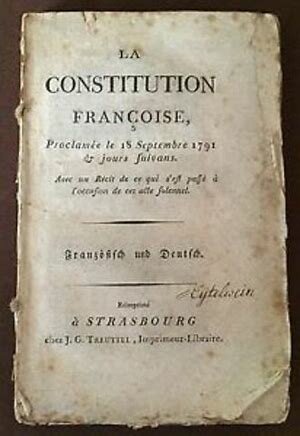 LA
CONSTITUTION
FRANÇOISE,
Proclamée le 18 Septembre 1791
& jours suivans.
Avec un Récit de ce qui s'est passé à
l'occasion de cet acte solemnel.
Französisch und Deutsch.
Eytelwein
Réimprimé
à STRASBOURG
chez J. G. TREUTTEL, Imprimeur-Libraire.